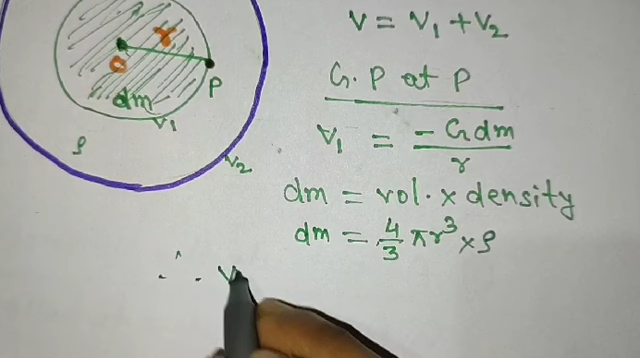 V = V₁ + V₂
G.P at P
V₁ = -Gdm/r
dm = vol. x density
dm = 4/3 πr³ x ρ
∴ V
r
O
P
dm
V₁
ρ
V₂